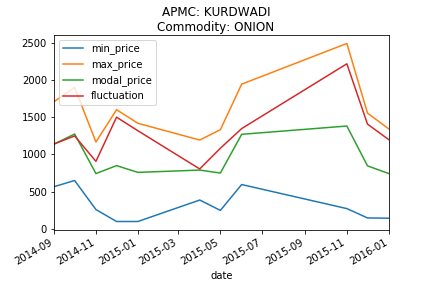 APMC: KURDWADI
Commodity: ONION
2500
2000
1500
1000
500
0
min_price
max_price
modal_price
fluctuation
2014-09
2014-11
2015-01
2015-03
2015-05
2015-07
2015-09
2015-11
2016-01
date